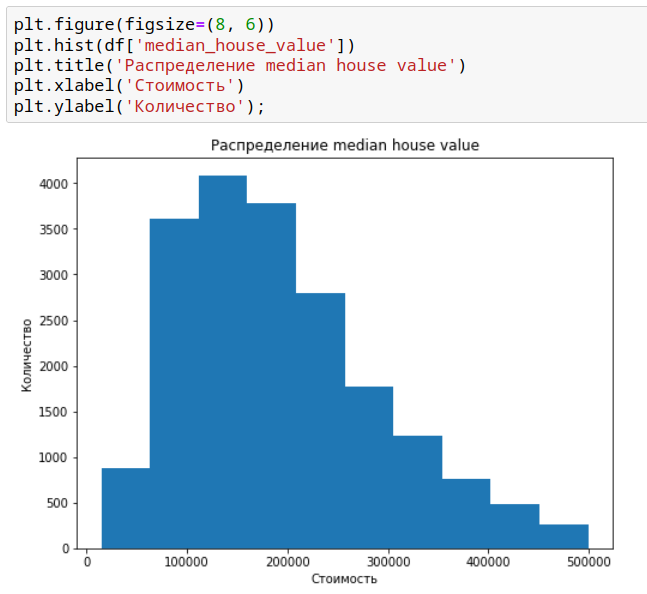 plt.figure(figsize=(8, 6))
plt.hist(df['median_house_value'])
plt.title('Распределение median house value')
plt.xlabel('Стоимость')
plt.ylabel('Количество');
Распределение median house value
4000
3500
3000
2500
2000
1500
1000
500
0
Количество
0 100000 200000 300000 400000 500000
Стоимость